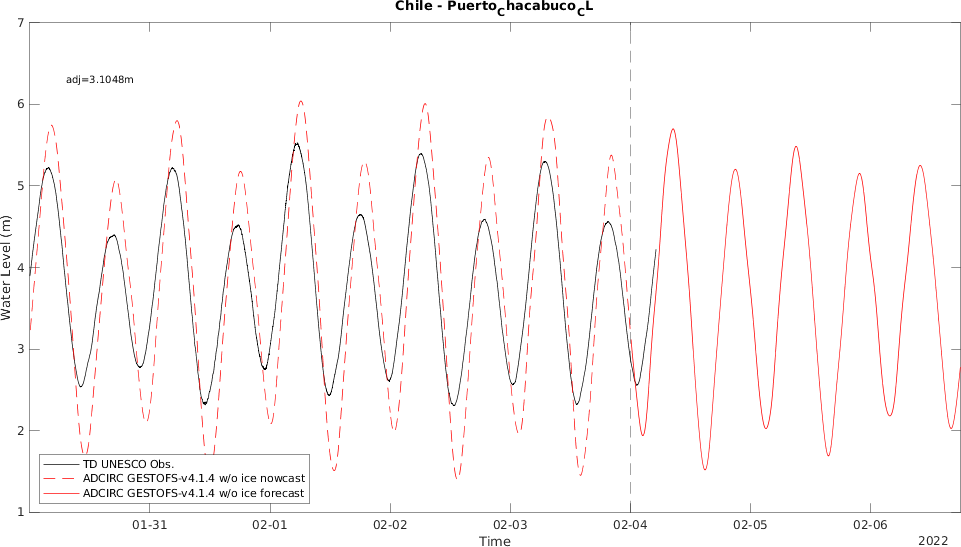 Chile - PuertoChacabucoCL
7
adj=3.1048m
6
5
4
3
2
1
Water Level (m)
TD UNESCO Obs.
ADCIRC GESTOFS-v4.1.4 w/o ice nowcast
ADCIRC GESTOFS-v4.1.4 w/o ice forecast
01-31 02-01 02-02 02-03 02-04 02-05 02-06
Time
2022